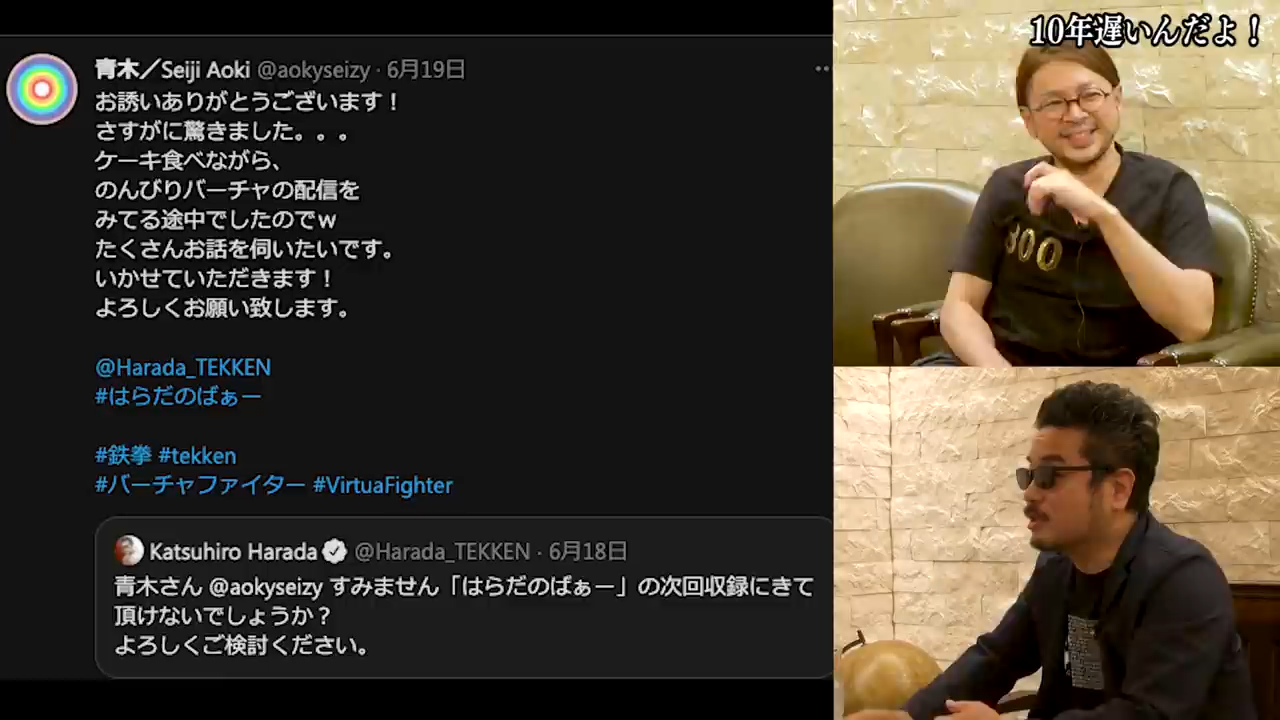 青木／Seiji Aoki @aokyseizy · 6月19日
お誘いありがとうございます！
さすがに驚きました。。。
ケーキ食べながら、
のんびりバーチャの配信を
みてる途中でしたのでｗ
たくさんお話を伺いたいです。
いかせていただきます！
よろしくお願い致します。
@Harada_TEKKEN
#はらだのばぁー
#鉄拳 #tekken
#バーチャファイター #VirtuaFighter
Katsuhiro Harada @Harada_TEKKEN · 6月18日
青木さん @aokyseizy すみません「はらだのばぁー」の次回収録にきて
頂けないでしょうか？
よろしくご検討ください。
10年遅いんだよ！
300